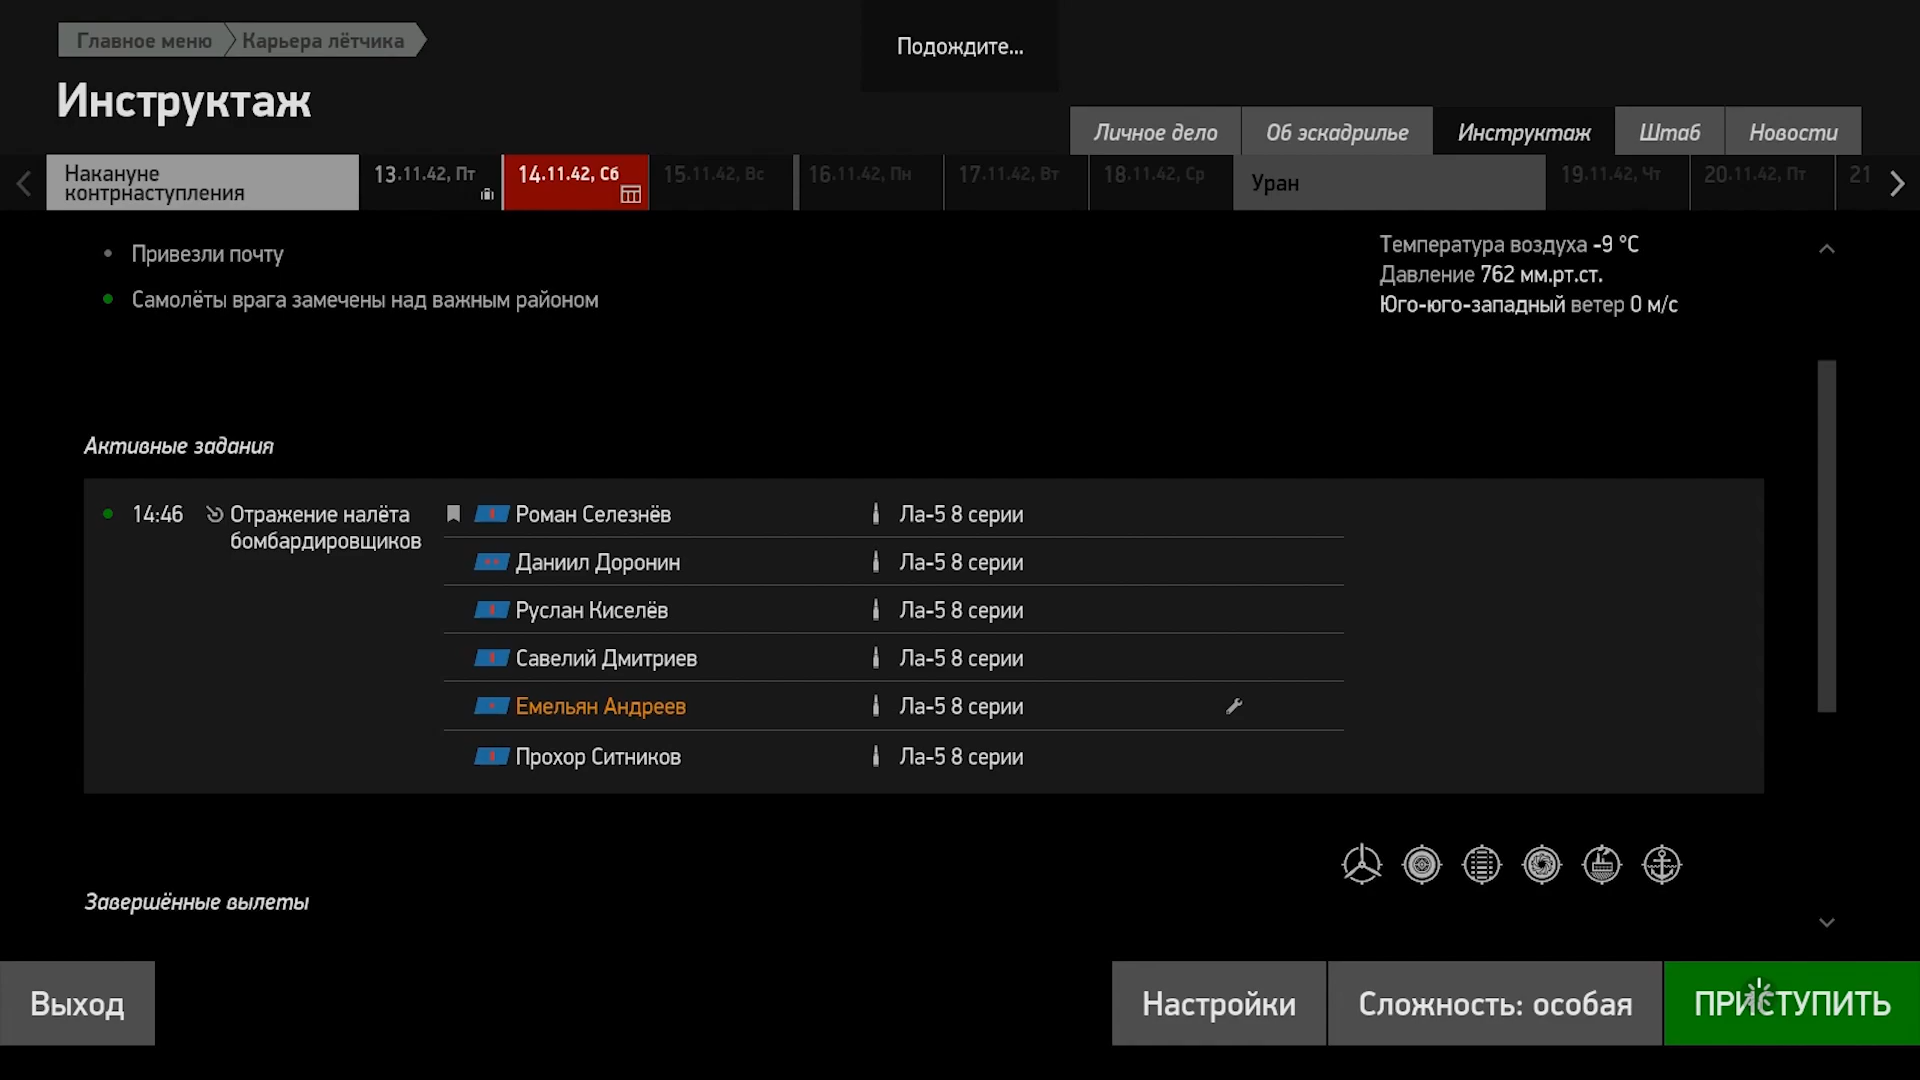 Главное меню
Карьера лётчика
Подождите...
Инструктаж
Личное дело
Об эскадрилье
Инструктаж
Штаб
Новости
Накануне
контрнаступления
13.11.42, Пт
14.11.42, Сб
15.11.42, Вс
16.11.42, Пн
17.11.42, Вт
18.11.42, Ср
Уран
19.11.42, Чт
20.11.42, Пт
21
Привезли почту
Самолёты врага замечены над важным районом
Температура воздуха -9 °C
Давление 762 мм.рт.ст.
Юго-юго-западный ветер 0 м/с
Активные задания
14:46
Отражение налёта
бомбардировщиков
Роман Селезнёв
Ла-5 8 серии
Даниил Доронин
Ла-5 8 серии
Руслан Киселёв
Ла-5 8 серии
Савелий Дмитриев
Ла-5 8 серии
Емельян Андреев
Ла-5 8 серии
Прохор Ситников
Ла-5 8 серии
Завершённые вылеты
Выход
Настройки
Сложность: особая
ПРИСТУПИТЬ